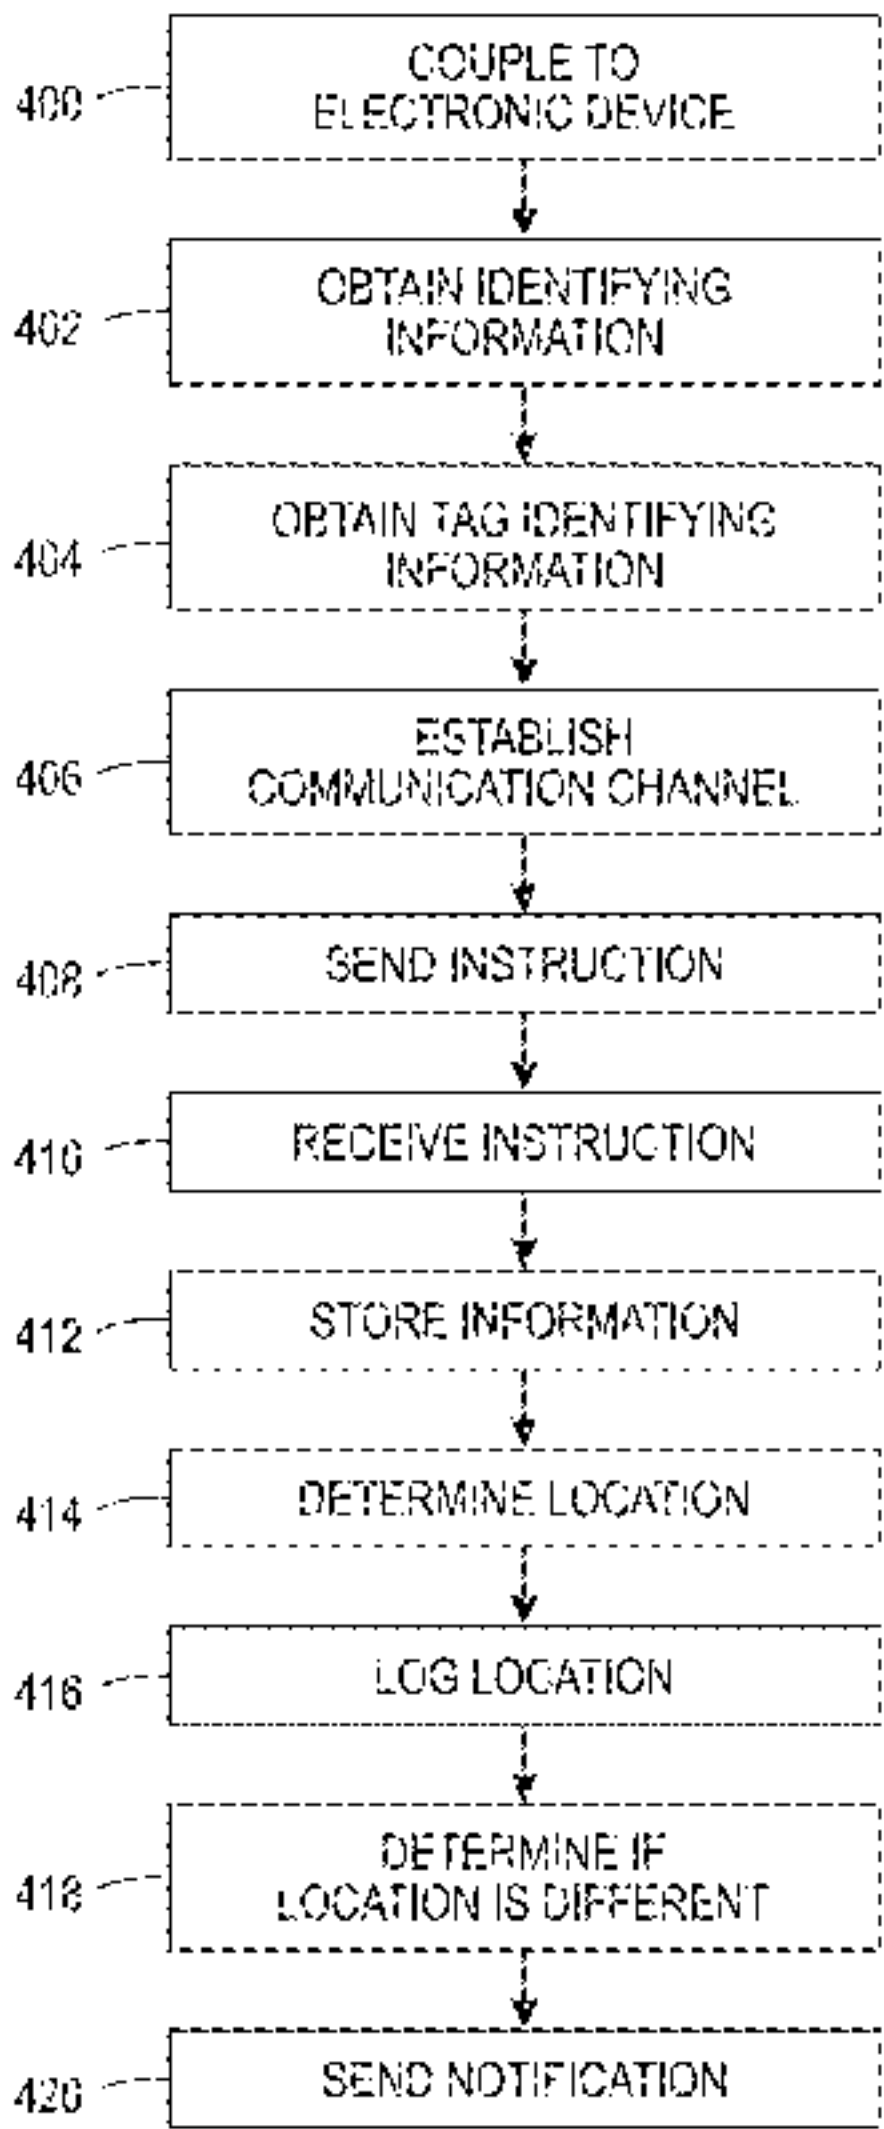 COUPLE TO
400 ELECTRONIC DEVICE
OBTAIN IDENTIFYING
402 INFORMATION
OBTAIN TAG IDENTIFYING
404 INFORMATION
ESTABLISH
406 COMMUNICATION CHANNEL
408 SEND INSTRUCTION
410 RECEIVE INSTRUCTION
412 STORE INFORMATION
414 DETERMINE LOCATION
416 LOG LOCATION
DETERMINE IF
418 LOCATION IS DIFFERENT
420 SEND NOTIFICATION